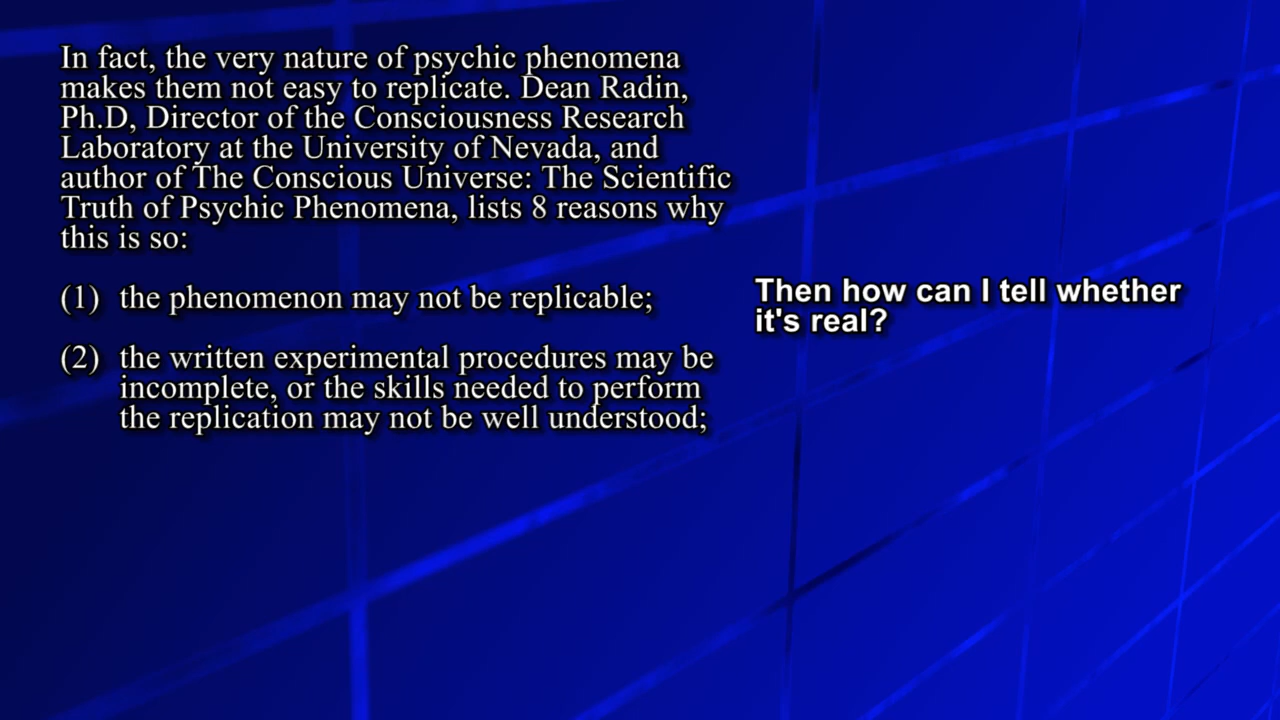 In fact, the very nature of psychic phenomena
makes them not easy to replicate. Dean Radin,
Ph.D, Director of the Consciousness Research
Laboratory at the University of Nevada, and
author of The Conscious Universe: The Scientific
Truth of Psychic Phenomena, lists 8 reasons why
this is so:
(1) the phenomenon may not be replicable;
(2) the written experimental procedures may be
incomplete, or the skills needed to perform
the replication may not be well understood;
Then how can I tell whether
it's real?